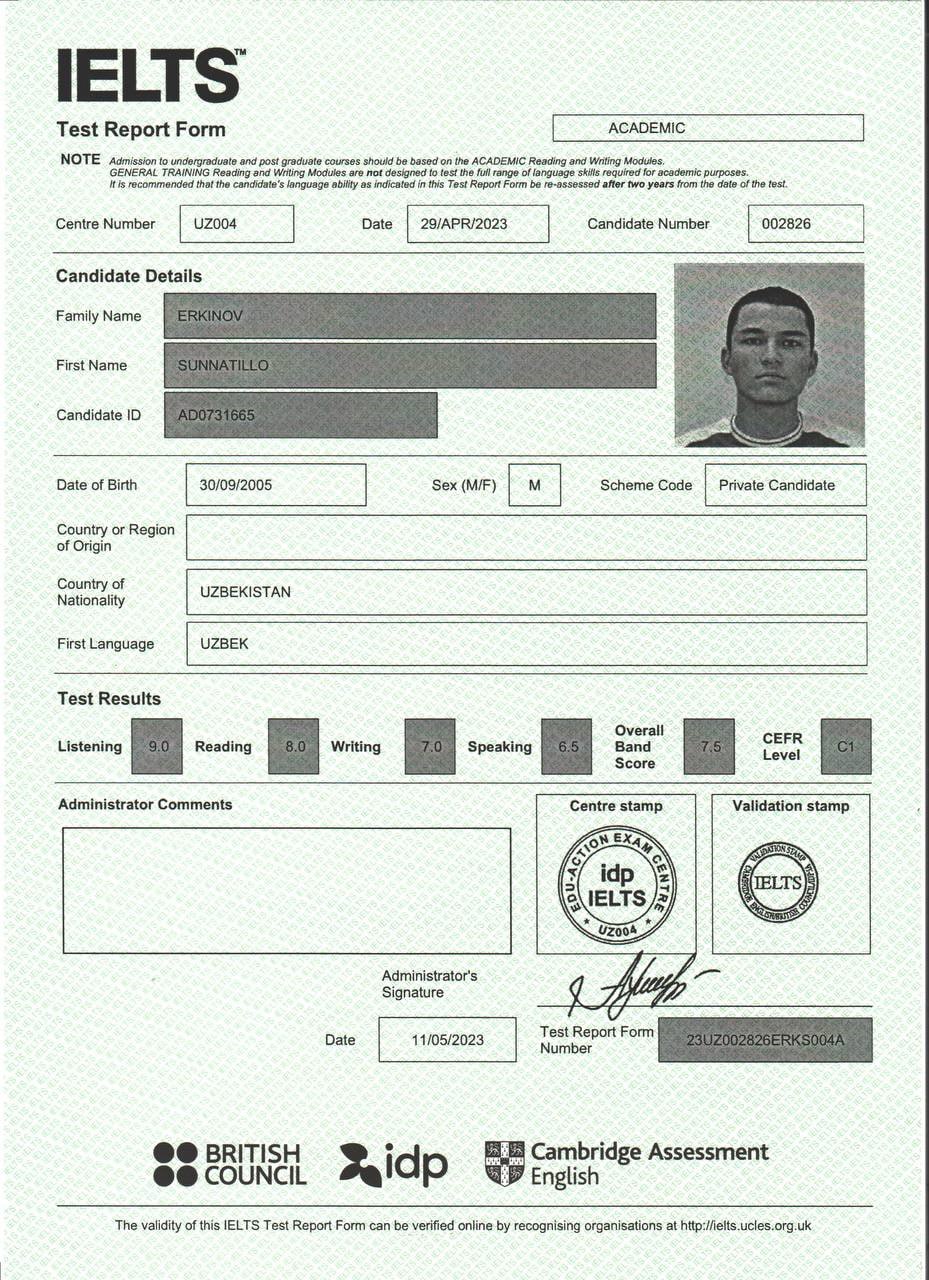 IELTS™
Test Report Form
ACADEMIC
NOTE Admission to undergraduate and post graduate courses should be based on the ACADEMIC Reading and Writing Modules.
GENERAL TRAINING Reading and Writing Modules are not designed to test the full range of language skills required for academic purposes.
It is recommended that the candidate's language ability as indicated in this Test Report Form be re-assessed after two years from the date of the test.
Centre Number UZ004 Date 29/APR/2023 Candidate Number 002826
Candidate Details
Family Name ERKINOV
First Name SUNNATILLO
Candidate ID AD0731665
Date of Birth 30/09/2005 Sex (M/F) M Scheme Code Private Candidate
Country or Region
of Origin
Country of
Nationality
UZBEKISTAN
First Language UZBEK
Test Results
Listening 9.0 Reading 8.0 Writing 7.0 Speaking 6.5
Overall
Band
Score
7.5
CEFR
Level
C1
Administrator Comments
Centre stamp
EDU-ACTION EXAM CENTRE
idp
IELTS
UZ004
Validation stamp
VALIDATION STAMP
IELTS
Administrator's
Signature
Date 11/05/2023
Test Report Form
Number
23UZ002826ERKS004A
BRITISH
COUNCIL
idp
Cambridge Assessment
English
The validity of this IELTS Test Report Form can be verified online by recognising organisations at http://ielts.ucles.org.uk